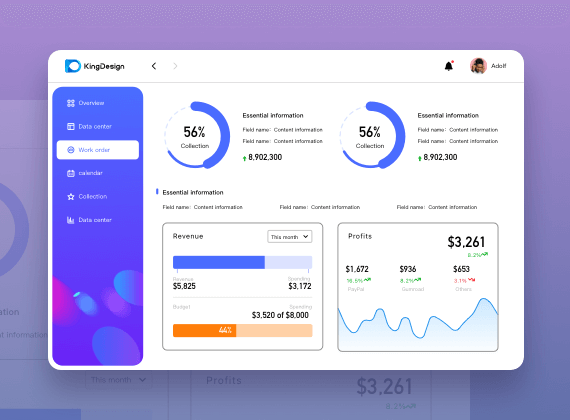 KingDesign
Adolf
Overview
Data center
Work order
calendar
Collection
Data center
56%
Collection
Essential information
Field name: Content information
Field name: Content information
8,902,300
56%
Collection
Essential information
Field name: Content information
Field name: Content information
8,902,300
Essential information
Field name: Content information
Field name: Content information
Field name: Content information
Revenue
This month
Revenue
Spending
$5,825
$3,172
Budget
Spending
$3,520 of $8,000
44%
Profits
$3,261
8.2%
$1,672
$936
$653
16.5%
8.2%
3.1%
PayPal
Gumroad
Others
information
This month
Profits
$3,261
8.2%